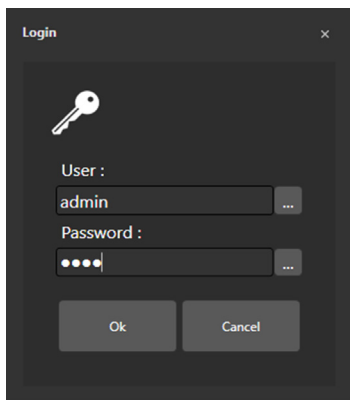 Login ×
User :
admin ...
Password :
●●●● ...
Ok Cancel